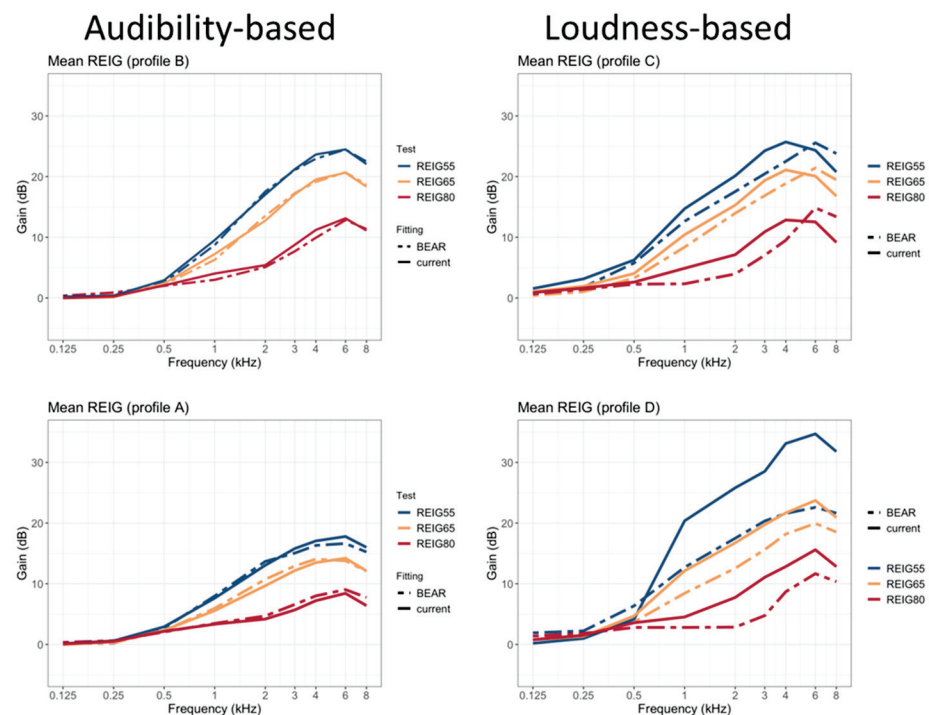 Audibility-based
Loudness-based
Mean REIG (profile B)
30
20
10
0
Gain (dB)
0.125 0.25 0.5 1 2 3 4 6 8
Frequency (kHz)
Test
REIG55
REIG65
REIG80
Fitting
BEAR
current
Mean REIG (profile C)
30
20
10
0
Gain (dB)
0.125 0.25 0.5 1 2 3 4 6 8
Frequency (kHz)
REIG55
REIG65
REIG80
BEAR
current
Mean REIG (profile A)
30
20
10
0
Gain (dB)
0.125 0.25 0.5 1 2 3 4 6 8
Frequency (kHz)
Test
REIG55
REIG65
REIG80
Fitting
BEAR
current
Mean REIG (profile D)
30
20
10
0
Gain (dB)
0.125 0.25 0.5 1 2 3 4 6 8
Frequency (kHz)
BEAR
current
REIG55
REIG65
REIG80